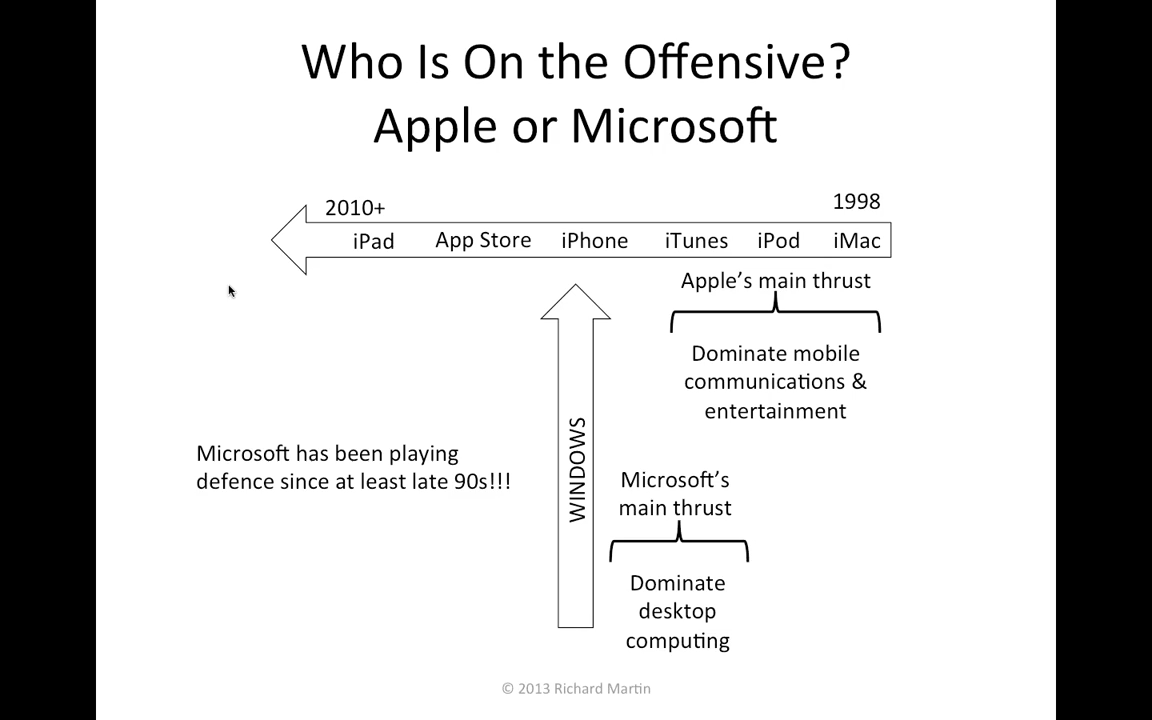 Who Is On the Offensive?
Apple or Microsoft
2010+
1998
iPad App Store iPhone iTunes iPod iMac
Apple's main thrust
Dominate mobile
communications &
entertainment
WINDOWS
Microsoft has been playing
defence since at least late 90s!!!
Microsoft's
main thrust
Dominate
desktop
computing
© 2013 Richard Martin